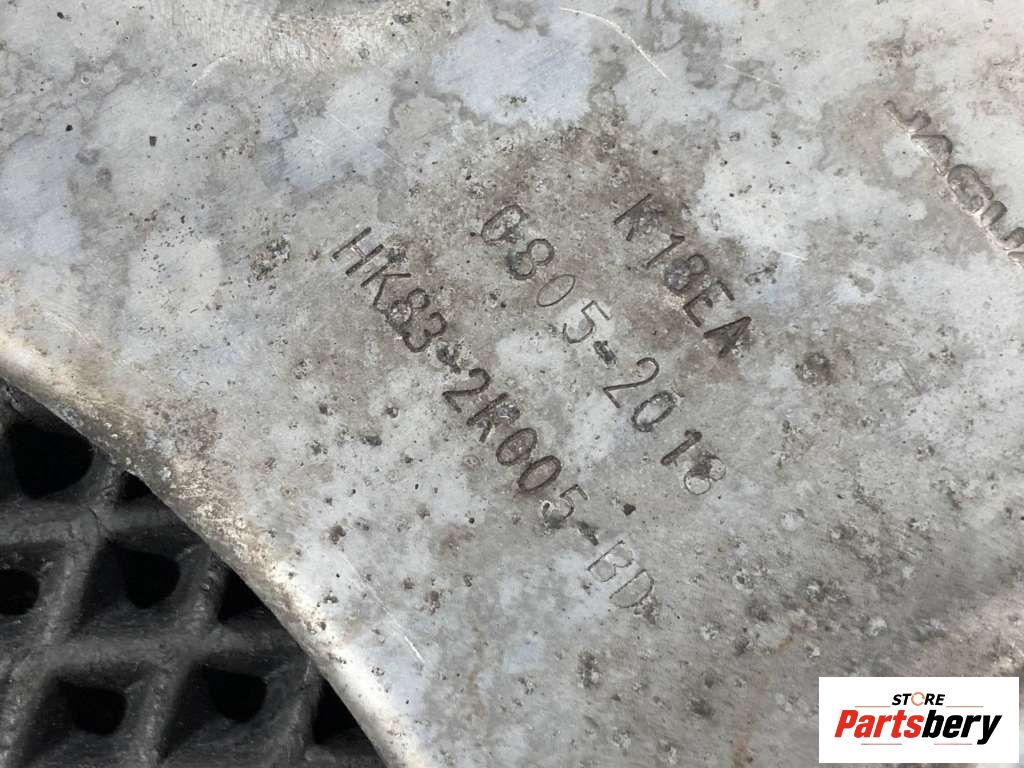 K18EA
0805-2018
HK83-2K005-BD
STORE
Partsbery